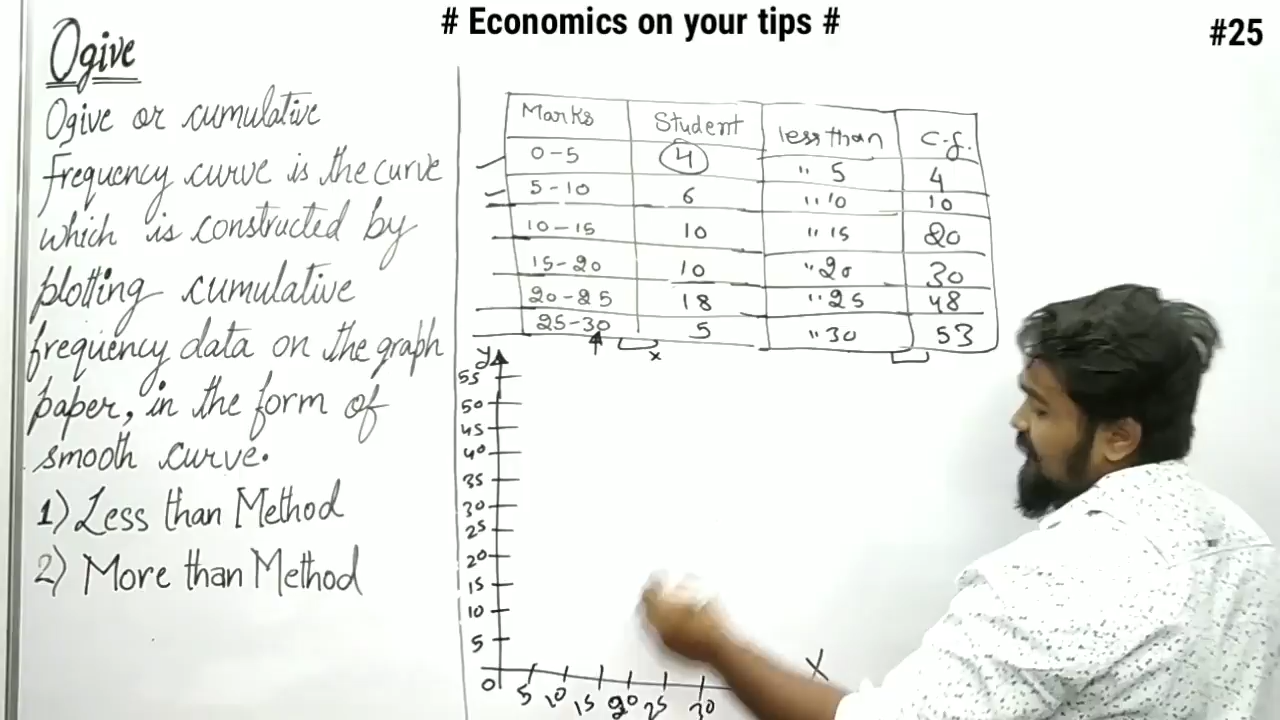 # Economics on your tips #
#25
Ogive
Ogive or cumulative
Frequency curve is the curve
which is constructed by
plotting cumulative
frequency data on the graph
paper, in the form of
smooth curve.
1) Less than Method
2) More than Method
Marks Student less than C.f.
0-5 4 " 5 4
5-10 6 " 10 10
10-15 10 " 15 20
15-20 10 " 20 30
20-25 18 " 25 48
25-30 5 " 30 53
x
y
55
50
45
40
35
30
25
20
15
10
5
0 5 10 15 20 25 30
X